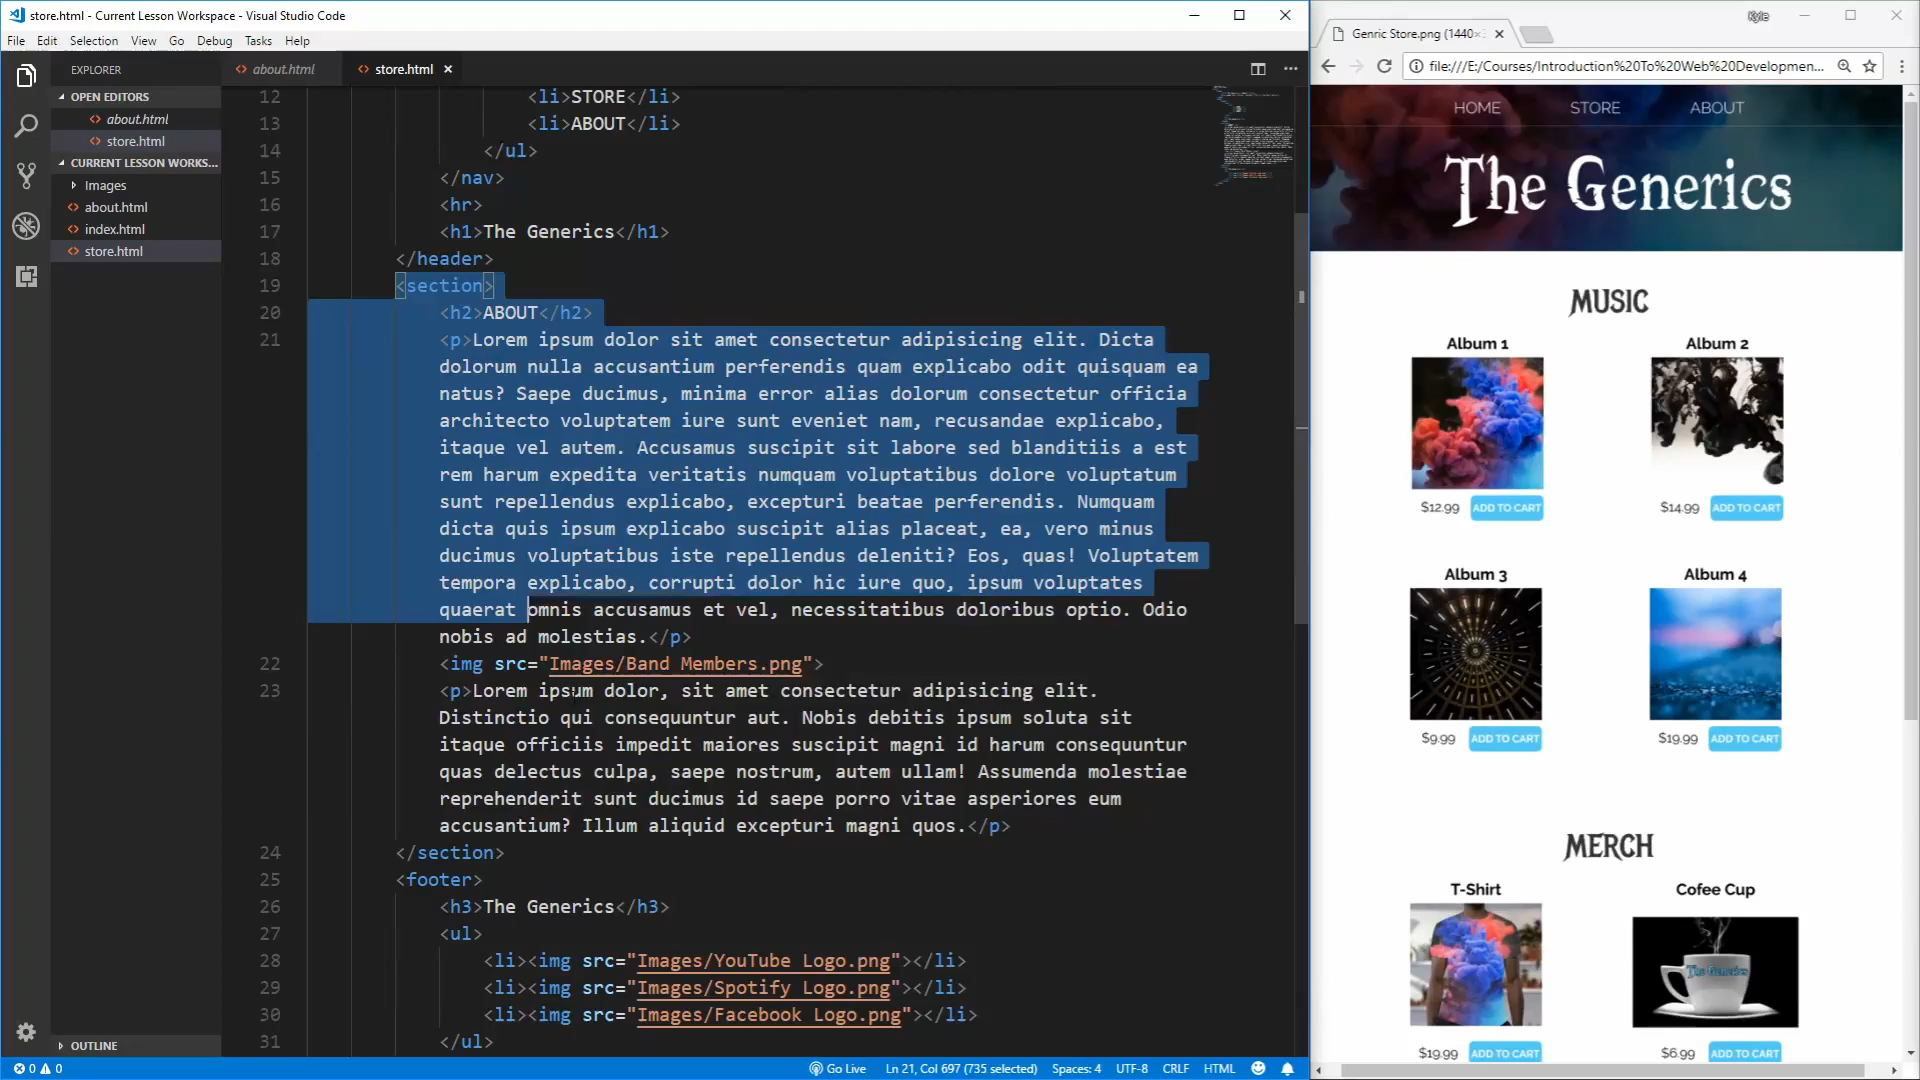 store.html - Current Lesson Workspace - Visual Studio Code
File Edit Selection View Go Debug Tasks Help
EXPLORER
OPEN EDITORS
about.html
store.html
CURRENT LESSON WORKS...
Images
about.html
index.html
store.html
OUTLINE
about.html
store.html
12 <li>STORE</li>
13 <li>ABOUT</li>
14 </ul>
15 </nav>
16 <hr>
17 <h1>The Generics</h1>
18 </header>
19 <section>
20 <h2>ABOUT</h2>
21 <p>Lorem ipsum dolor sit amet consectetur adipisicing elit. Dicta
dolorum nulla accusantium perferendis quam explicabo odit quisquam ea
natus? Saepe ducimus, minima error alias dolorum consectetur officia
architecto voluptatem iure sunt eveniet nam, recusandae explicabo,
itaque vel autem. Accusamus suscipit sit labore sed blanditiis a est
rem harum expedita veritatis numquam voluptatibus dolore voluptatum
sunt repellendus explicabo, excepturi beatae perferendis. Numquam
dicta quis ipsum explicabo suscipit alias placeat, ea, vero minus
ducimus voluptatibus iste repellendus deleniti? Eos, quas! Voluptatem
tempora explicabo, corrupti dolor hic iure quo, ipsum voluptates
quaerat omnis accusamus et vel, necessitatibus doloribus optio. Odio
nobis ad molestias.</p>
22 <img src="Images/Band Members.png">
23 <p>Lorem ipsum dolor, sit amet consectetur adipisicing elit.
Distinctio qui consequuntur aut. Nobis debitis ipsum soluta sit
itaque officiis impedit maiores suscipit magni id harum consequuntur
quas delectus culpa, saepe nostrum, autem ullam! Assumenda molestiae
reprehenderit sunt ducimus id saepe porro vitae asperiores eum
accusantium? Illum aliquid excepturi magni quos.</p>
24 </section>
25 <footer>
26 <h3>The Generics</h3>
27 <ul>
28 <li><img src="Images/YouTube Logo.png"></li>
29 <li><img src="Images/Spotify Logo.png"></li>
30 <li><img src="Images/Facebook Logo.png"></li>
31 </ul>
0 0
Go Live Ln 21, Col 697 (735 selected) Spaces: 4 UTF-8 CRLF HTML
Kyle
Genric Store.png (1440×
file:///E:/Courses/Introduction%20To%20Web%20Developmen...
HOME STORE ABOUT
The Generics
MUSIC
Album 1 Album 2
$12.99 ADD TO CART $14.99 ADD TO CART
Album 3 Album 4
$9.99 ADD TO CART $19.99 ADD TO CART
MERCH
T-Shirt Cofee Cup
The Generics
$19.99 ADD TO CART $6.99 ADD TO CART